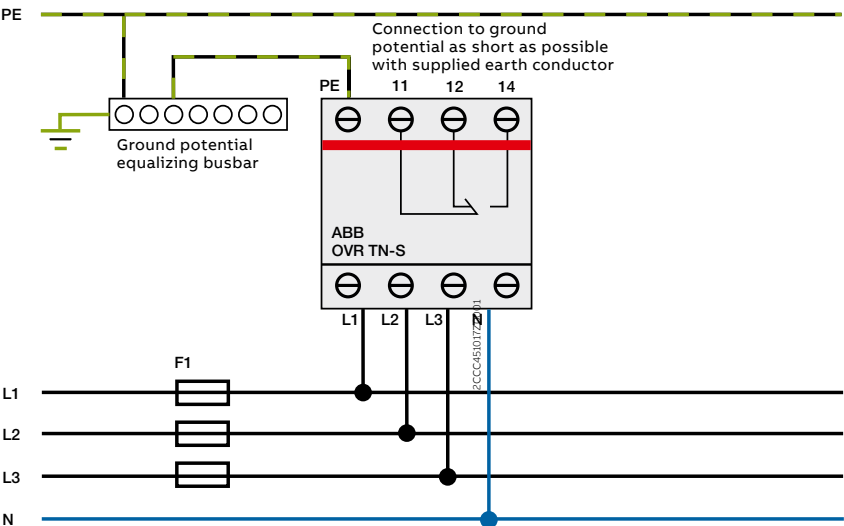 PE
Connection to ground
potential as short as possible
with supplied earth conductor
PE 11 12 14
Ground potential
equalizing busbar
ABB
OVR TN-S
L1 L2 L3 N
F1
L1
L2
L3
N